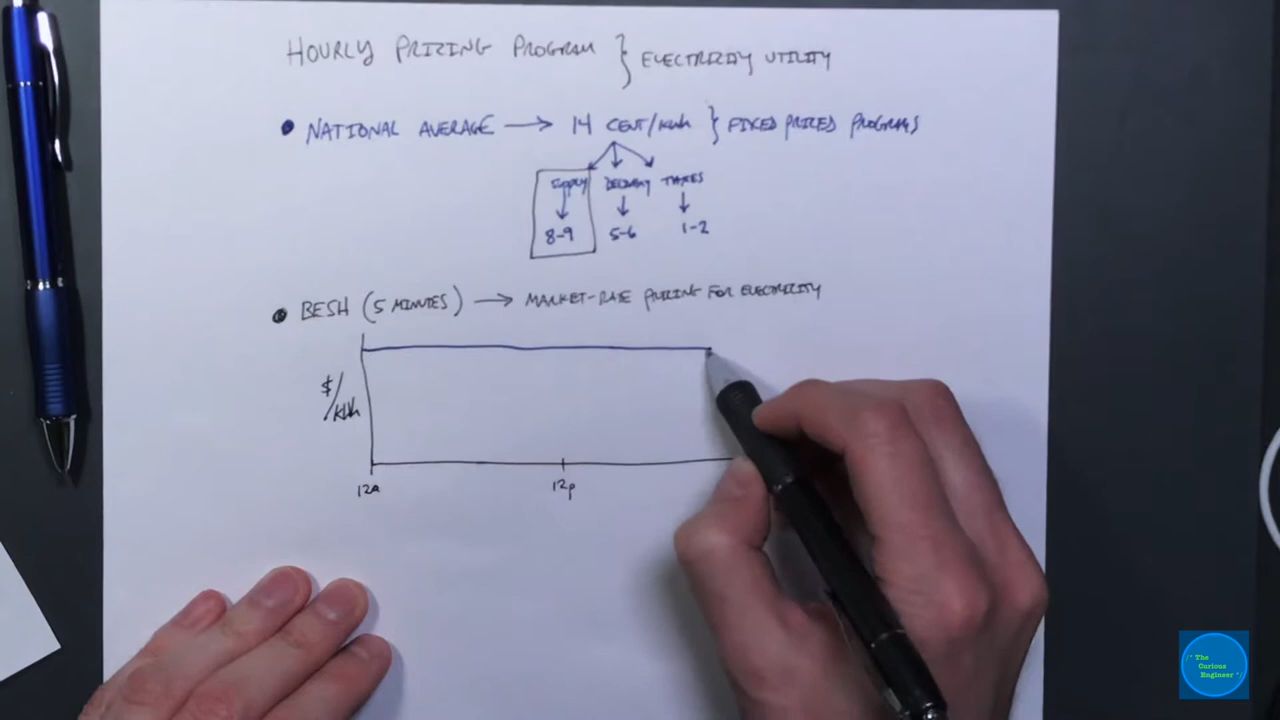 HOURLY PRICING PROGRAM } ELECTRICITY UTILITY
• NATIONAL AVERAGE → 14 CENT/kWh } FIXED PRICED PROGRAMS
SUPPLY DELIVERY TAXES
8-9 5-6 1-2
• BESH (5 MINUTES) → MARKET-RATE PRICING FOR ELECTRICITY
$/kWh
12A 12p
/* The
Curious
Engineer */